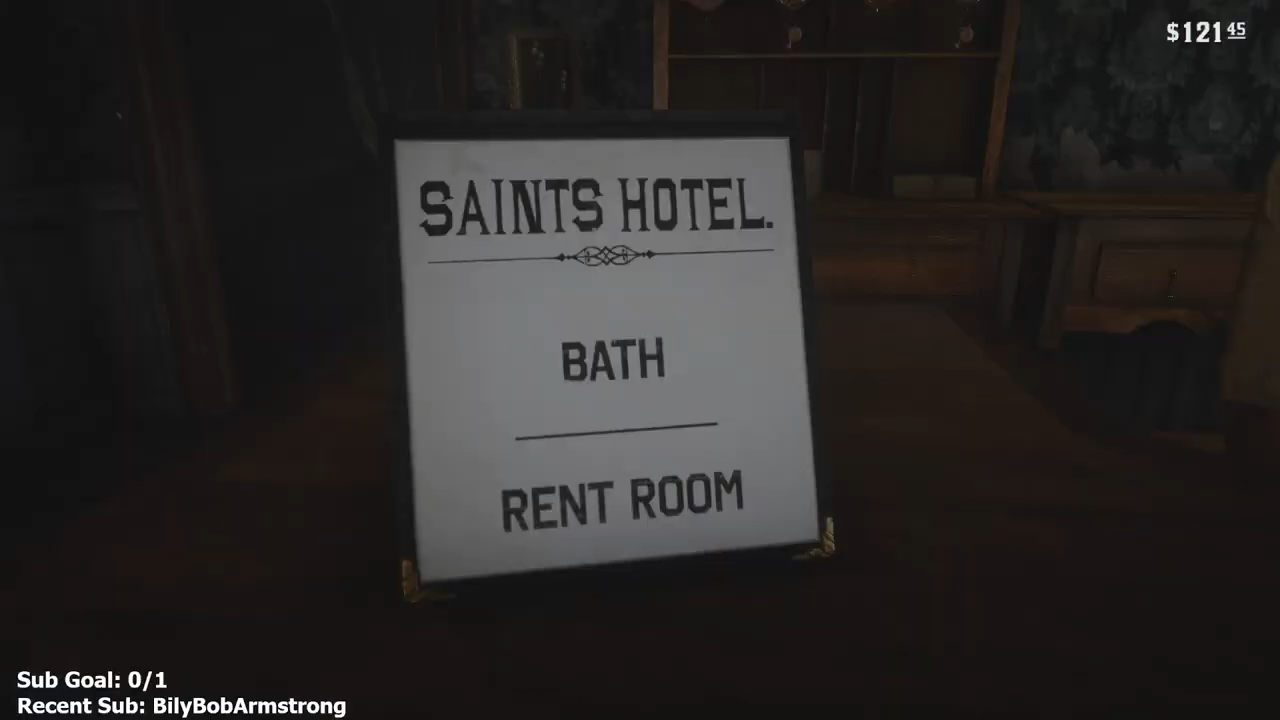 $121 45
SAINTS HOTEL.
BATH
RENT ROOM
Sub Goal: 0/1
Recent Sub: BilyBobArmstrong